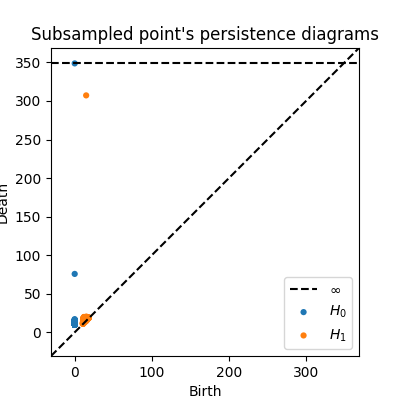 Subsampled point's persistence diagrams
350
300
250
200
150
100
50
0
Death
0 100 200 300
Birth
∞
H₀
H₁